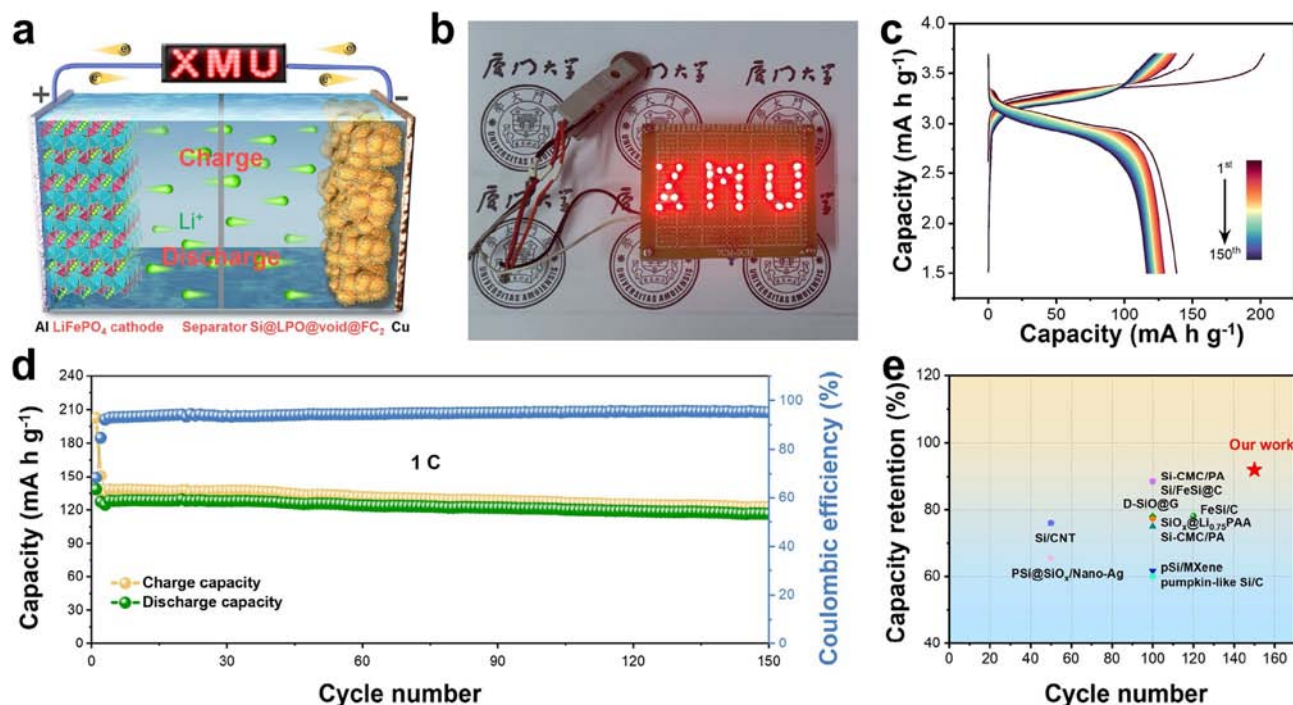 a
XMU
+
−
Charge
Li⁺
Discharge
Al LiFePO₄ cathode Separator Si@LPO@void@FC₂ Cu
b
厦门大学
厦门大学
厦门大学
UNIVERSITAS AMOIENSIS
XMU
c
Capacity (mA h g⁻¹)
4.0
3.5
3.0
2.5
2.0
1.5
1ˢᵗ
150ᵗʰ
0 50 100 150 200
Capacity (mA h g⁻¹)
d
Capacity (mA h g⁻¹)
240
210
180
150
120
90
60
30
0
1 C
Charge capacity
Discharge capacity
0 30 60 90 120 150
Cycle number
100
80
60
40
20
0
Coulombic efficiency (%)
e
Capacity retention (%)
120
100
80
60
40
Our work
Si-CMC/PA
Si/FeSi@C
D-SiO@G
FeSi/C
SiOₓ@Li₀.₇₅PAA
Si/CNT
Si-CMC/PA
PSi@SiOₓ/Nano-Ag
pSi/MXene
pumpkin-like Si/C
0 20 40 60 80 100 120 140 160
Cycle number